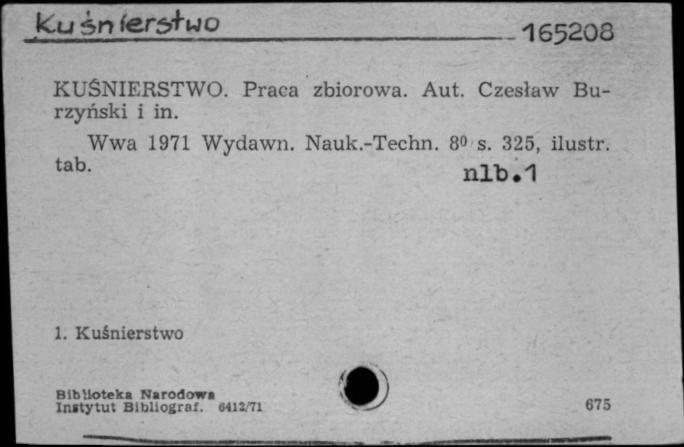 Kuśnierstwo
165208
KUŚNIERSTWO. Praca zbiorowa. Aut. Czesław Bu-
rzyński i in.
Wwa 1971 Wydawn. Nauk.-Techn. 8⁰ s. 325, ilustr.
tab.
nlb.1
1. Kuśnierstwo
Biblioteka Narodowa
Instytut Bibliograf. 6412/71
675